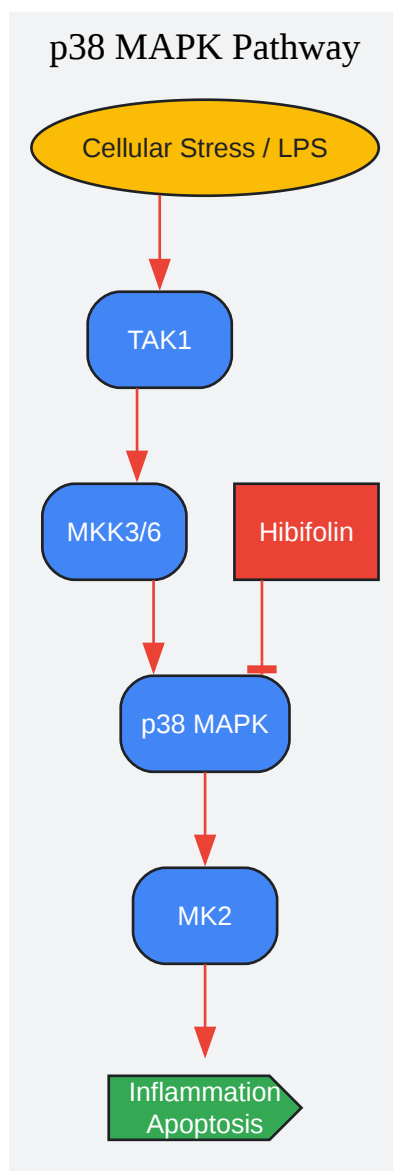 p38 MAPK Pathway
Cellular Stress / LPS
TAK1
MKK3/6
Hibifolin
p38 MAPK
MK2
Inflammation
Apoptosis